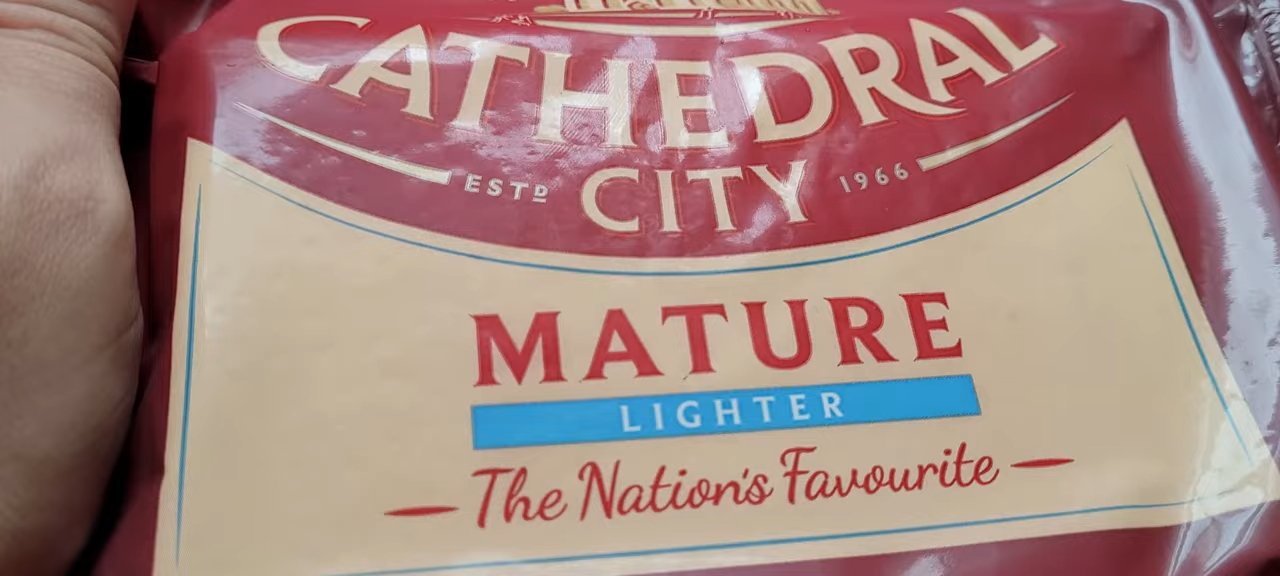 CATHEDRAL
ESTD CITY 1966
MATURE
LIGHTER
The Nation's Favourite